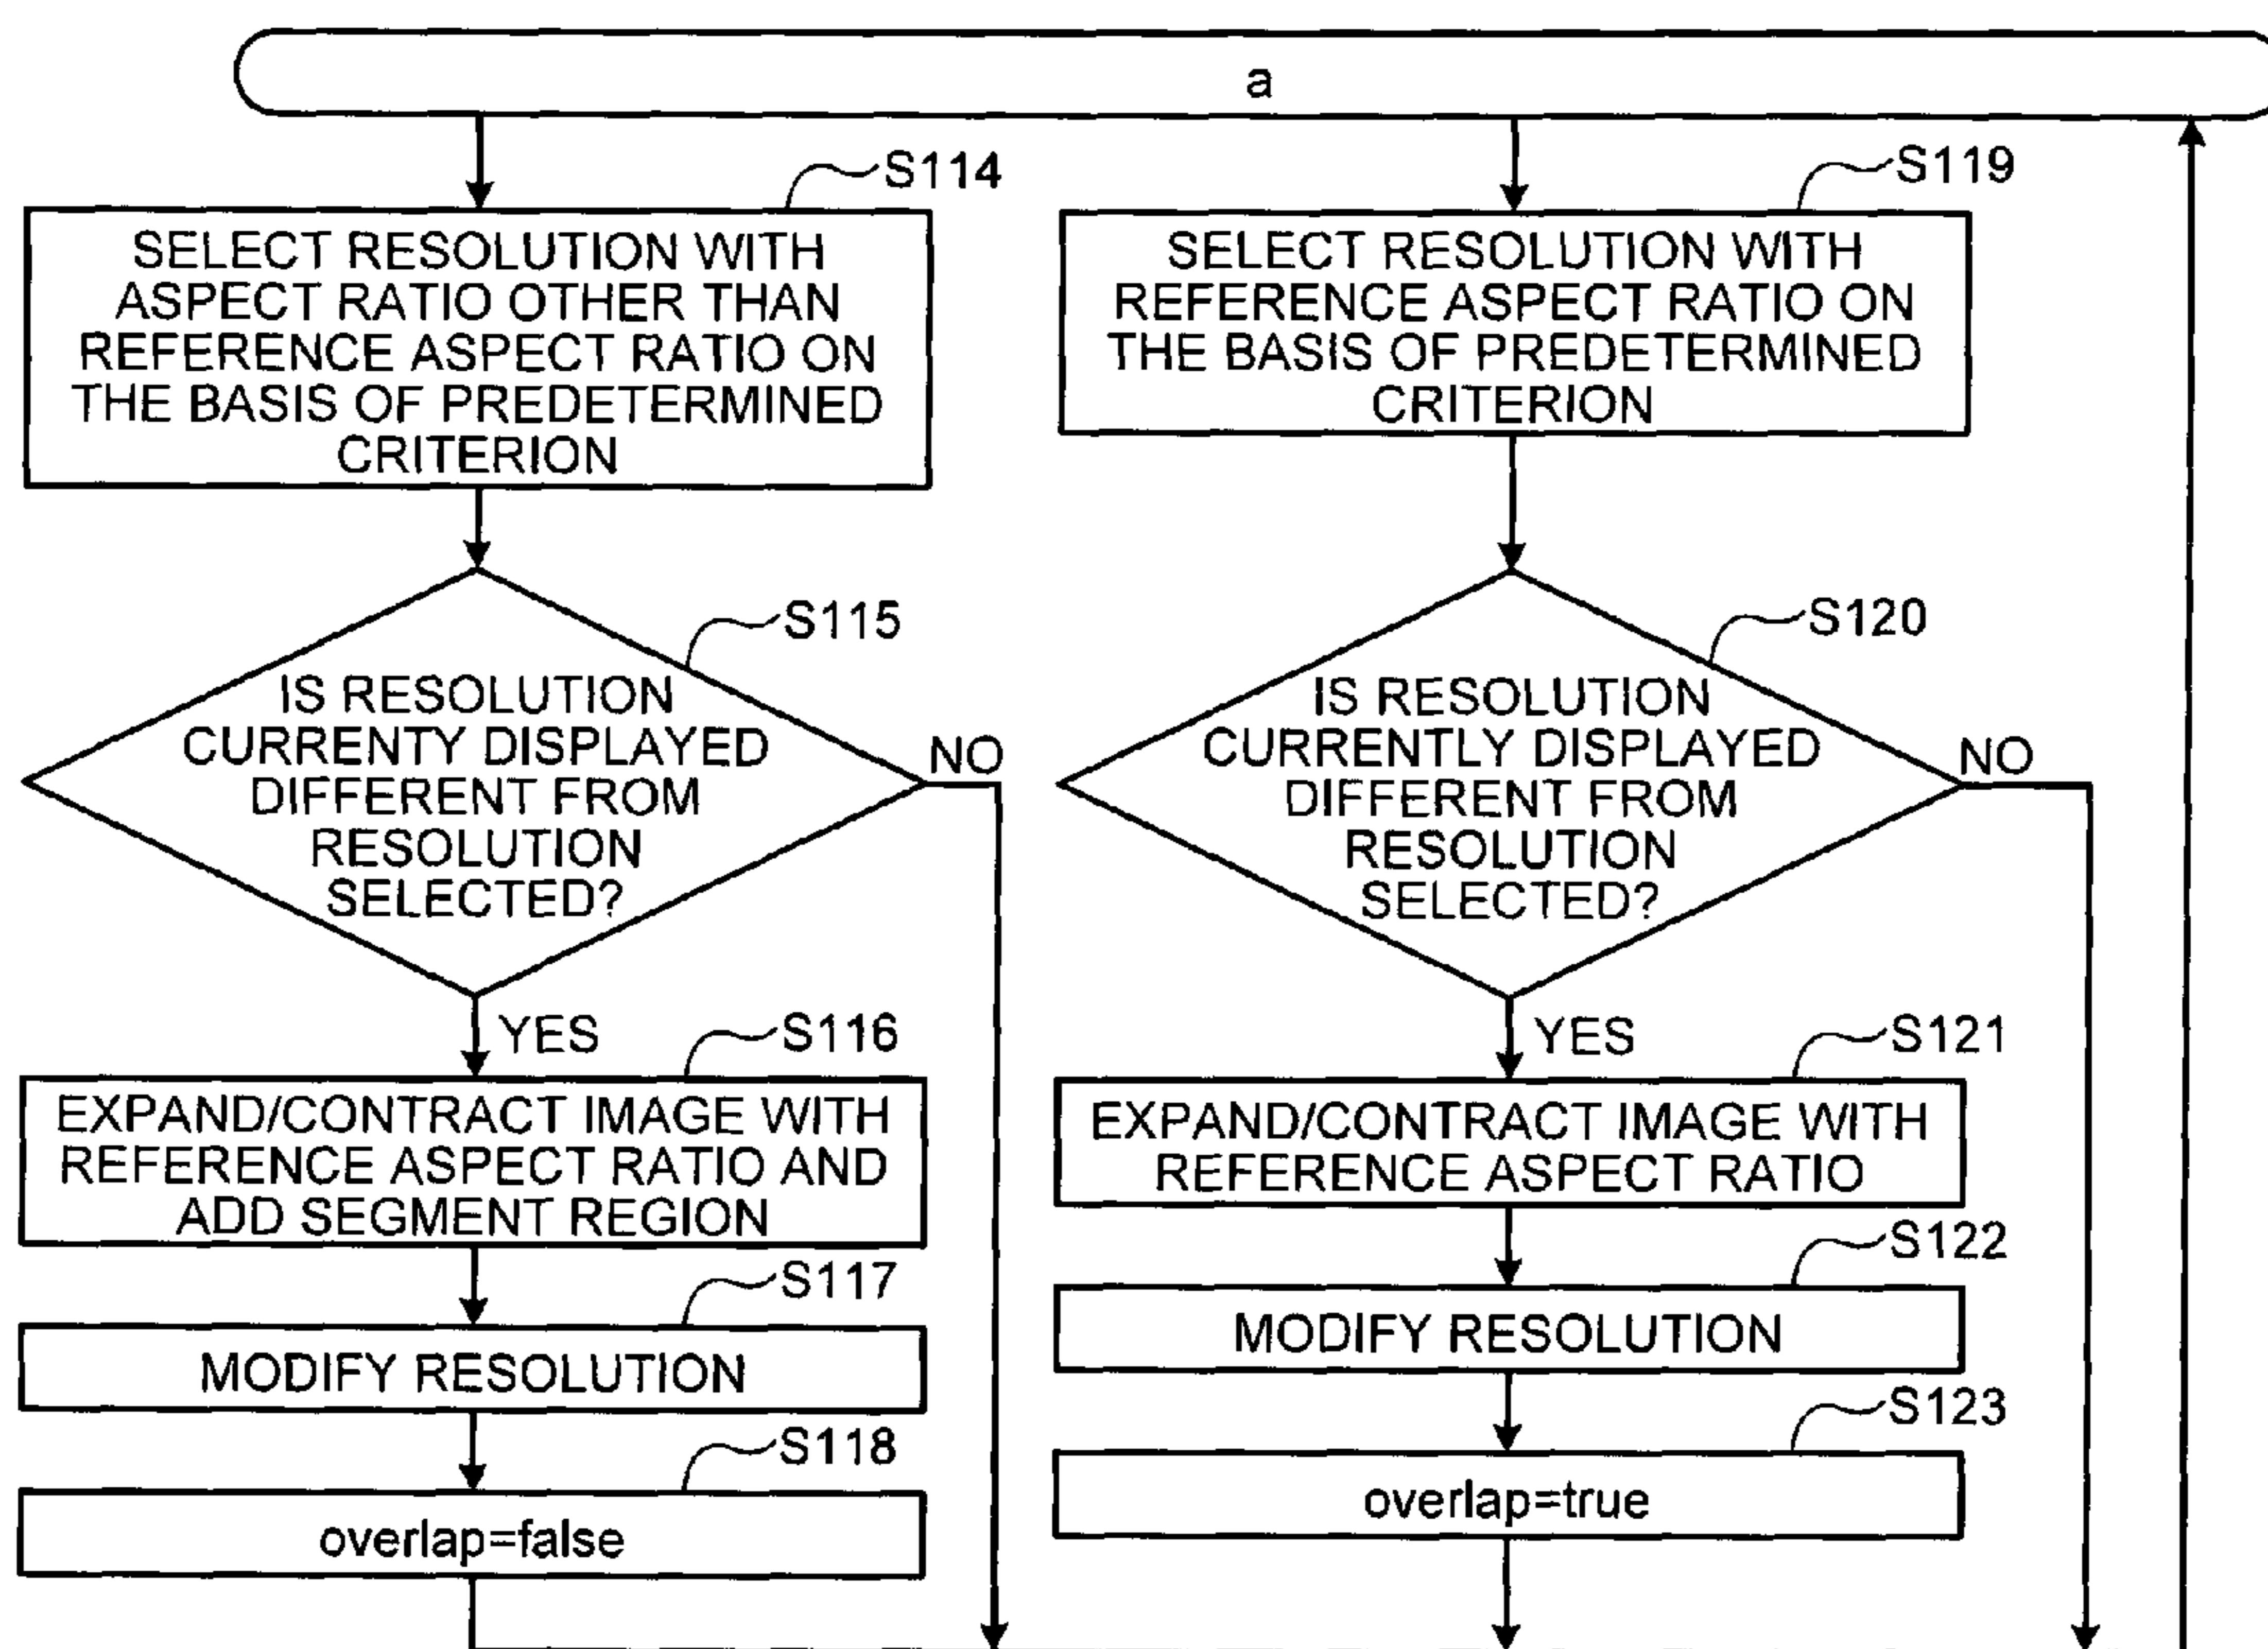 a
S114
SELECT RESOLUTION WITH
ASPECT RATIO OTHER THAN
REFERENCE ASPECT RATIO ON
THE BASIS OF PREDETERMINED
CRITERION
S115
IS RESOLUTION
CURRENTY DISPLAYED
DIFFERENT FROM
RESOLUTION
SELECTED?
NO
YES
S116
EXPAND/CONTRACT IMAGE WITH
REFERENCE ASPECT RATIO AND
ADD SEGMENT REGION
S117
MODIFY RESOLUTION
S118
overlap=false
S119
SELECT RESOLUTION WITH
REFERENCE ASPECT RATIO ON
THE BASIS OF PREDETERMINED
CRITERION
S120
IS RESOLUTION
CURRENTLY DISPLAYED
DIFFERENT FROM
RESOLUTION
SELECTED?
NO
YES
S121
EXPAND/CONTRACT IMAGE WITH
REFERENCE ASPECT RATIO
S122
MODIFY RESOLUTION
S123
overlap=true